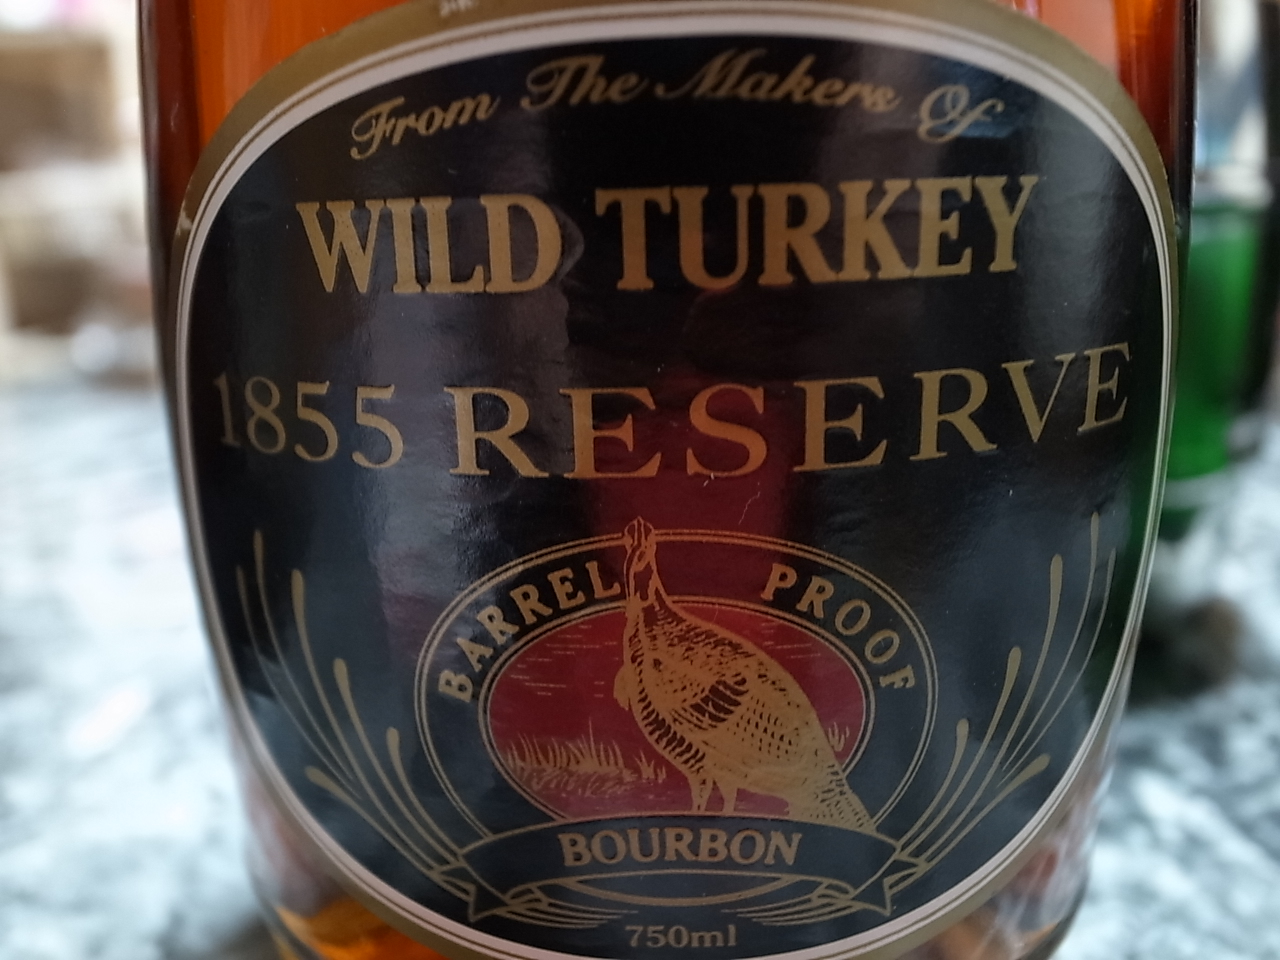 From The Makers Of
WILD TURKEY
1855 RESERVE
BARREL PROOF
BOURBON
750ml